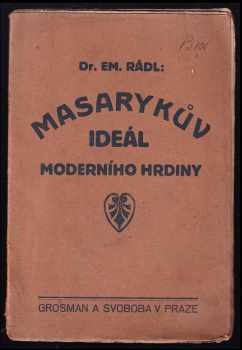 Dr. EM. RÁDL:
MASARYKŮV
IDEÁL
MODERNÍHO HRDINY
GROSMAN A SVOBODA V PRAZE